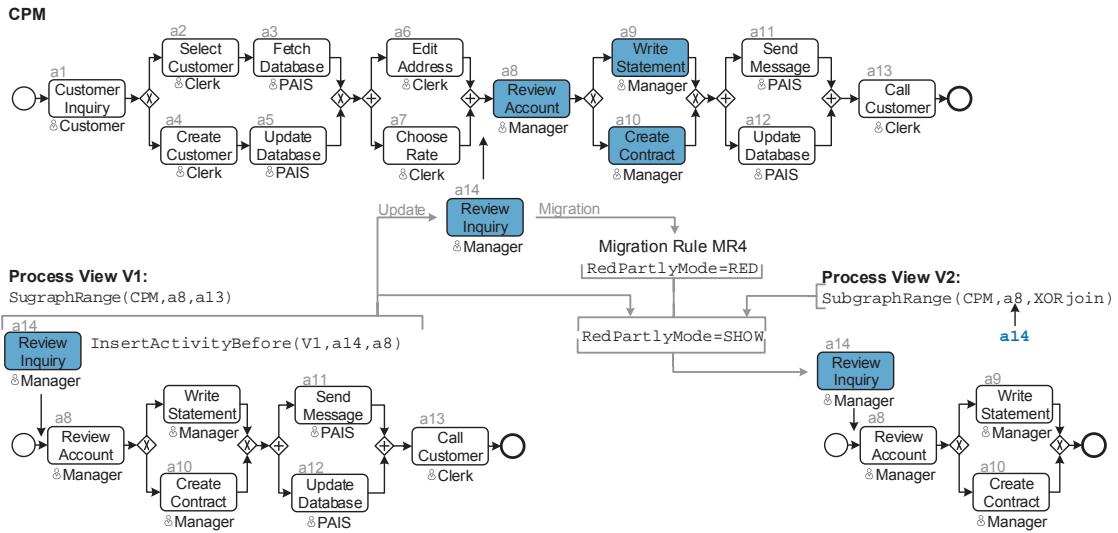 CPM
a1
Customer
Inquiry
Customer
a2
Select
Customer
Clerk
a3
Fetch
Database
PAIS
a4
Create
Customer
Clerk
a5
Update
Database
PAIS
X
X
a6
Edit
Address
Clerk
a7
Choose
Rate
Clerk
a8
Review
Account
Manager
a9
Write
Statement
Manager
a10
Create
Contract
Manager
X
X
a11
Send
Message
PAIS
a12
Update
Database
PAIS
a13
Call
Customer
Clerk
Update
a14
Review
Inquiry
Manager
Migration
Migration Rule MR4
RedPartlyMode=RED
RedPartlyMode=SHOW
Process View V1:
SugraphRange(CPM,a8,a13)
a14
Review
Inquiry
Manager
InsertActivityBefore(V1,a14,a8)
a8
Review
Account
Manager
Write
Statement
Manager
a10
Create
Contract
Manager
X
X
a11
Send
Message
PAIS
a12
Update
Database
PAIS
a13
Call
Customer
Clerk
Process View V2:
SubgraphRange(CPM,a8,XORjoin)
a14
a14
Review
Inquiry
Manager
a8
Review
Account
Manager
a9
Write
Statement
Manager
a10
Create
Contract
Manager
X
X